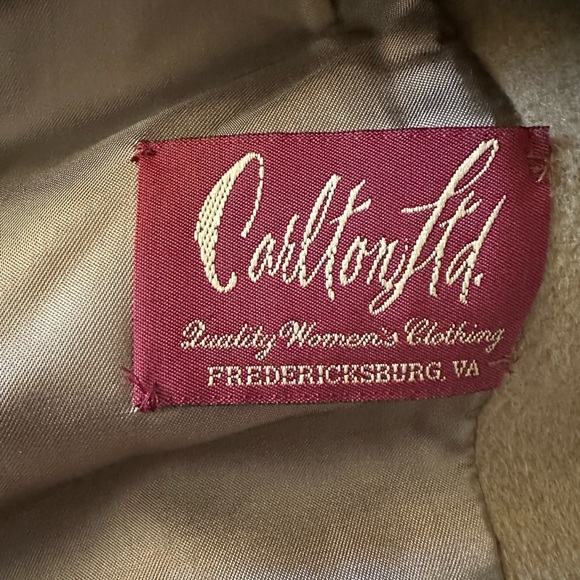 Carlton, Ltd.
Quality Women's Clothing
FREDERICKSBURG, VA